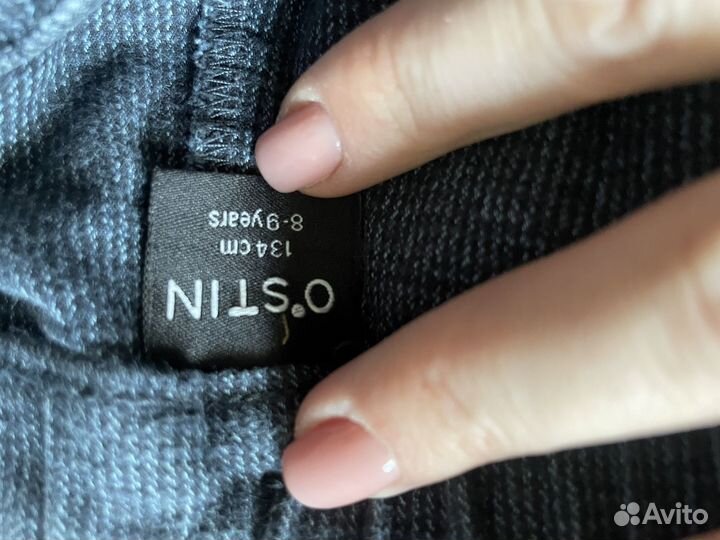 O'STIN
134 cm
8-9 years
Avito